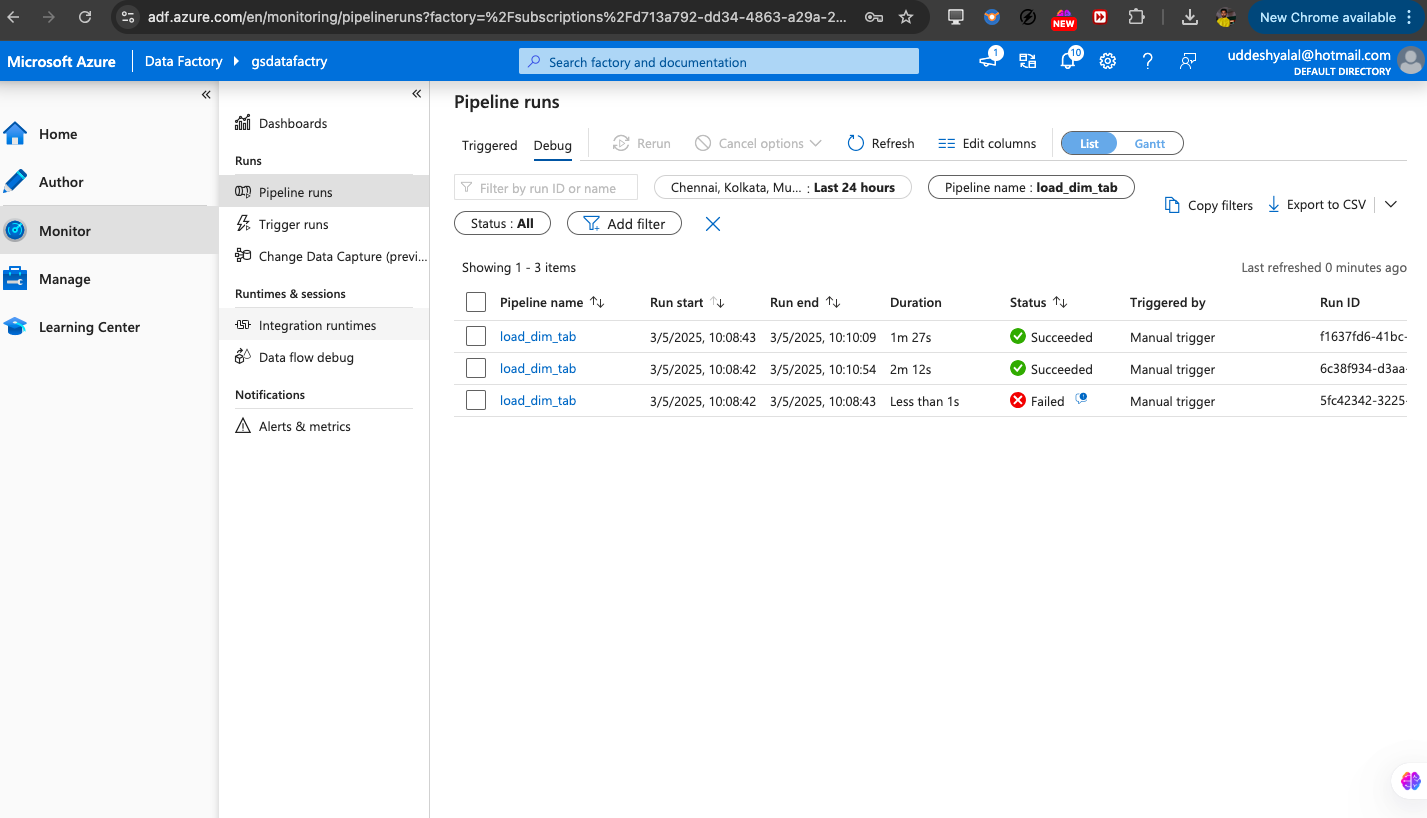 adf.azure.com/en/monitoring/pipelineruns?factory=%2Fsubscriptions%2Fd713a792-dd34-4863-a29a-2...
NEW
New Chrome available
Microsoft Azure
Data Factory
gsdatafactry
Search factory and documentation
1
10
uddeshyalal@hotmail.com
DEFAULT DIRECTORY
Home
Author
Monitor
Manage
Learning Center
Dashboards
Runs
Pipeline runs
Trigger runs
Change Data Capture (previ...
Runtimes & sessions
Integration runtimes
Data flow debug
Notifications
Alerts & metrics
Pipeline runs
Triggered Debug Rerun Cancel options Refresh Edit columns List Gantt
Filter by run ID or name Chennai, Kolkata, Mu... : Last 24 hours Pipeline name : load_dim_tab
Copy filters Export to CSV
Status : All Add filter
Showing 1 - 3 items
Last refreshed 0 minutes ago
Pipeline name Run start Run end Duration Status Triggered by Run ID
load_dim_tab 3/5/2025, 10:08:43 3/5/2025, 10:10:09 1m 27s Succeeded Manual trigger f1637fd6-41bc-
load_dim_tab 3/5/2025, 10:08:42 3/5/2025, 10:10:54 2m 12s Succeeded Manual trigger 6c38f934-d3aa-
load_dim_tab 3/5/2025, 10:08:42 3/5/2025, 10:08:43 Less than 1s Failed Manual trigger 5fc42342-3225-